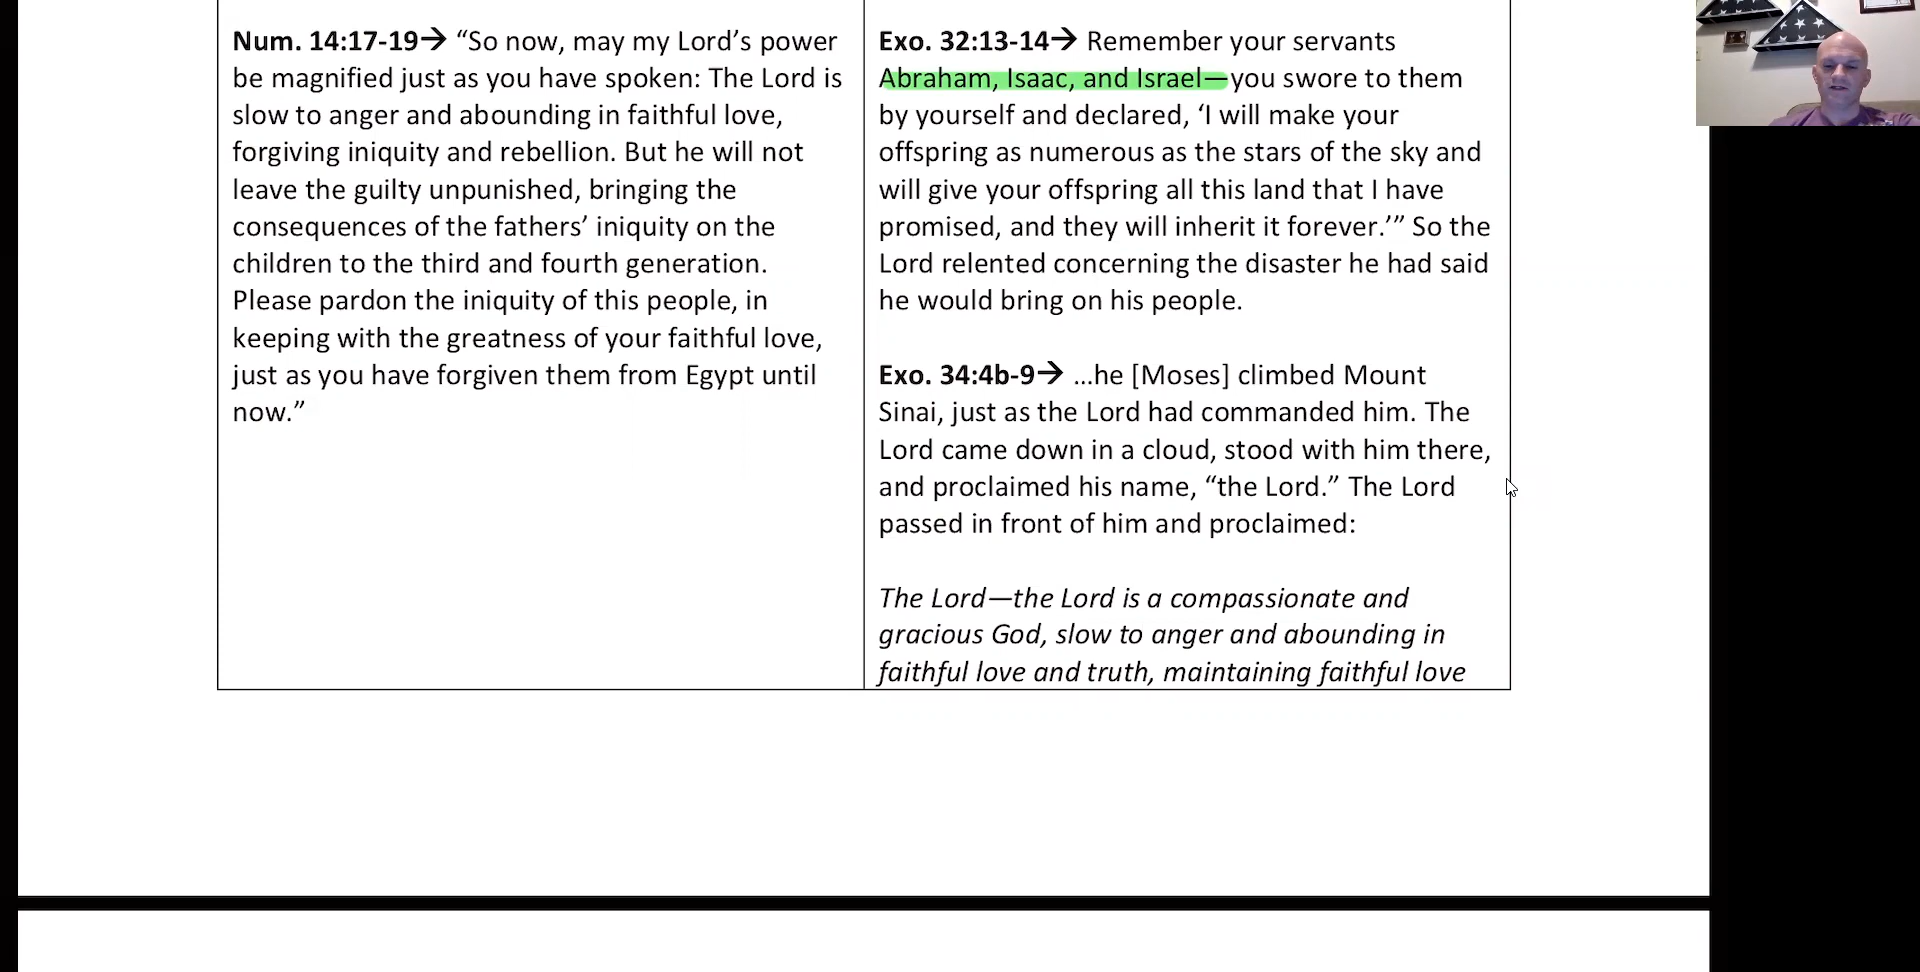 Num. 14:17-19→ “So now, may my Lord’s power
be magnified just as you have spoken: The Lord is
slow to anger and abounding in faithful love,
forgiving iniquity and rebellion. But he will not
leave the guilty unpunished, bringing the
consequences of the fathers’ iniquity on the
children to the third and fourth generation.
Please pardon the iniquity of this people, in
keeping with the greatness of your faithful love,
just as you have forgiven them from Egypt until
now.”
Exo. 32:13-14→ Remember your servants
Abraham, Isaac, and Israel—you swore to them
by yourself and declared, ‘I will make your
offspring as numerous as the stars of the sky and
will give your offspring all this land that I have
promised, and they will inherit it forever.’” So the
Lord relented concerning the disaster he had said
he would bring on his people.
Exo. 34:4b-9→ …he [Moses] climbed Mount
Sinai, just as the Lord had commanded him. The
Lord came down in a cloud, stood with him there,
and proclaimed his name, “the Lord.” The Lord
passed in front of him and proclaimed:
The Lord—the Lord is a compassionate and
gracious God, slow to anger and abounding in
faithful love and truth, maintaining faithful love